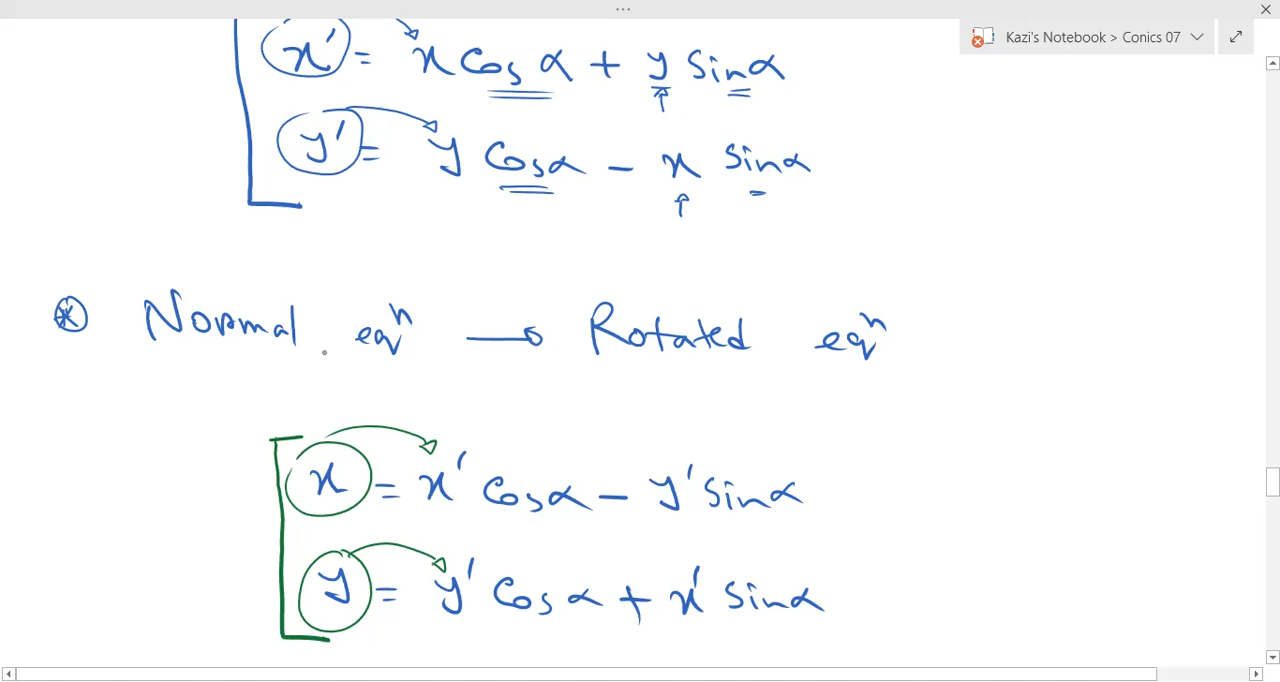 Kazi's Notebook > Conics 07
x' = x Cos α + y Sin α
y' = y Cos α - x Sin α
Normal eqⁿ → Rotated eqⁿ
x = x' Cos α - y' Sin α
y = y' Cos α + x' Sin α